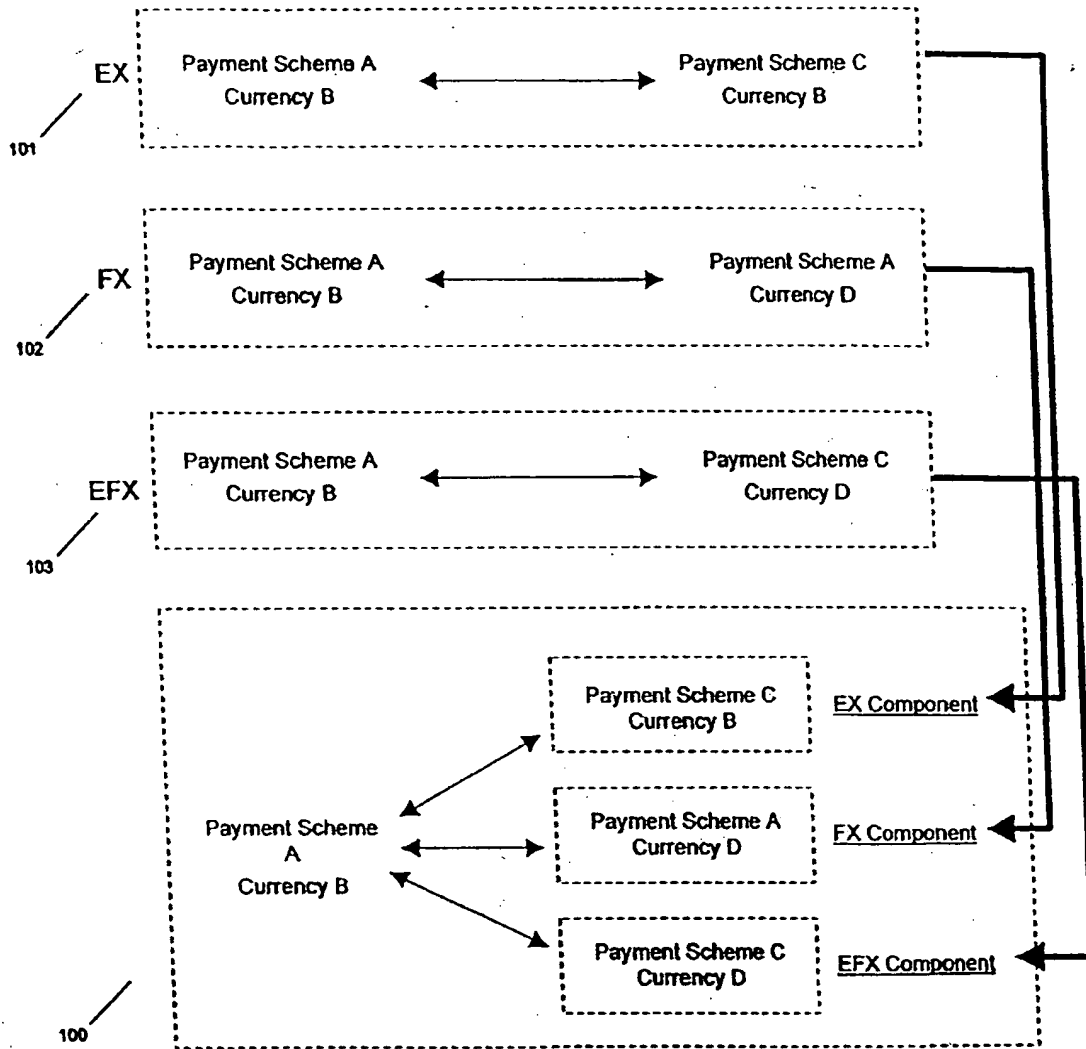 EX
Payment Scheme A
Currency B
Payment Scheme C
Currency B
101
FX
Payment Scheme A
Currency B
Payment Scheme A
Currency D
102
EFX
Payment Scheme A
Currency B
Payment Scheme C
Currency D
103
Payment Scheme
A
Currency B
Payment Scheme C
Currency B
EX Component
Payment Scheme A
Currency D
FX Component
Payment Scheme C
Currency D
EFX Component
100